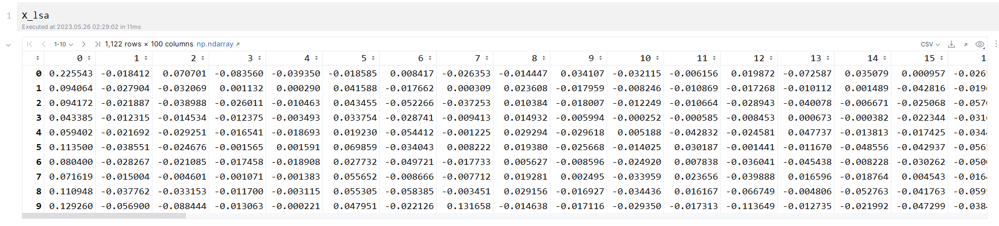 1 X_lsa
Executed at 2023.05.26 02:29:02 in 11ms
1-10 1,122 rows × 100 columns np.ndarray CSV
0 1 2 3 4 5 6 7 8 9 10 11 12 13 14 15 1
0 0.225543 -0.018412 0.070701 -0.083560 -0.039350 -0.018585 0.008417 -0.026353 -0.014447 0.034107 -0.032115 -0.006156 0.019872 -0.072587 0.035079 0.000957 -0.026
1 0.094064 -0.027904 -0.032069 0.001132 0.000290 0.041588 -0.017662 0.000309 0.023608 -0.017959 -0.008246 -0.010869 -0.017268 -0.010112 0.001489 -0.042816 -0.019
2 0.094172 -0.021887 -0.038988 -0.026011 -0.010463 0.043455 -0.052266 -0.037253 0.010384 -0.018007 -0.012249 -0.010664 -0.028943 -0.040078 -0.006671 -0.025068 -0.057
3 0.043385 -0.012315 -0.014534 -0.012375 -0.003493 0.033754 -0.028741 -0.009413 0.014932 -0.005994 -0.000252 -0.000585 -0.008453 0.000673 -0.000382 -0.022344 -0.031
4 0.059402 -0.021692 -0.029251 -0.016541 -0.018693 0.019230 -0.054412 -0.001225 0.029294 -0.029618 0.005188 -0.042832 -0.024581 0.047737 -0.013813 -0.017425 -0.034
5 0.113500 -0.038551 -0.024676 -0.001565 0.001591 0.069859 -0.034043 0.008222 0.019380 -0.025668 -0.014025 0.030187 -0.001441 -0.011670 -0.048556 -0.042937 -0.056
6 0.080400 -0.028267 -0.021085 -0.017458 -0.018908 0.027732 -0.049721 -0.017733 0.005627 -0.008596 -0.024920 0.007838 -0.036041 -0.045438 -0.008228 -0.030262 -0.050
7 0.071619 -0.015004 -0.004601 -0.001071 -0.001383 0.055652 -0.008666 -0.007712 0.019281 0.002495 -0.033959 0.023656 -0.039888 0.016596 -0.018764 0.004543 -0.016
8 0.110948 -0.037762 -0.033153 -0.011700 -0.003115 0.055305 -0.058385 -0.003451 0.029156 -0.016927 -0.034436 0.016167 -0.066749 -0.004806 -0.052763 -0.041763 -0.059
9 0.129260 -0.056900 -0.088444 -0.013063 -0.000221 0.047951 -0.022126 0.131658 -0.014638 -0.017116 -0.029350 -0.017313 -0.113649 -0.012735 -0.021992 -0.047299 -0.038